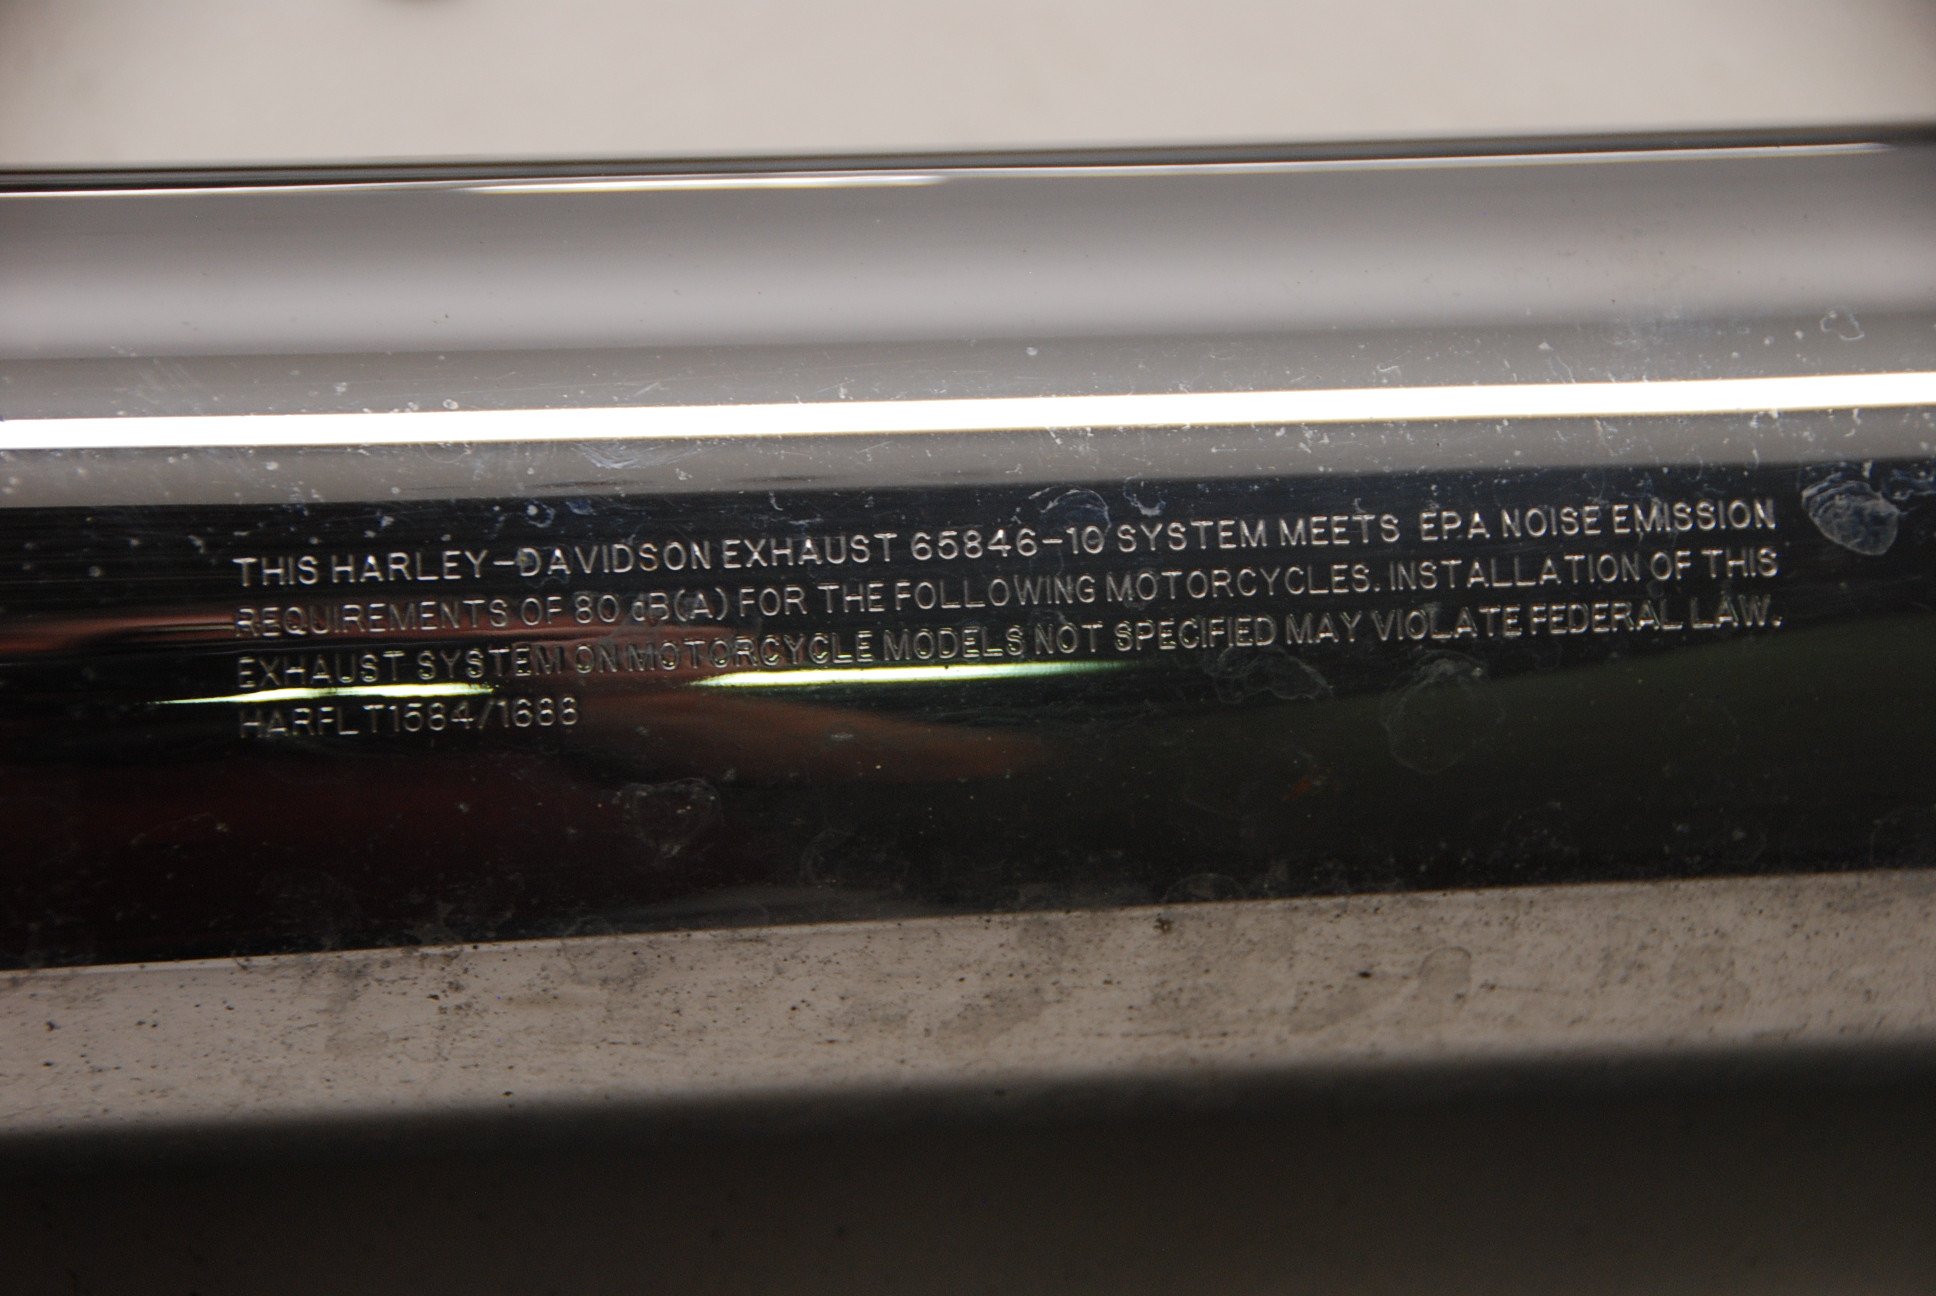 THIS HARLEY-DAVIDSON EXHAUST 65846-10 SYSTEM MEETS EPA NOISE EMISSION
REQUIREMENTS OF 80 dB(A) FOR THE FOLLOWING MOTORCYCLES. INSTALLATION OF THIS
EXHAUST SYSTEM ON MOTORCYCLE MODELS NOT SPECIFIED MAY VIOLATE FEDERAL LAW.
HARFLT1584/1688